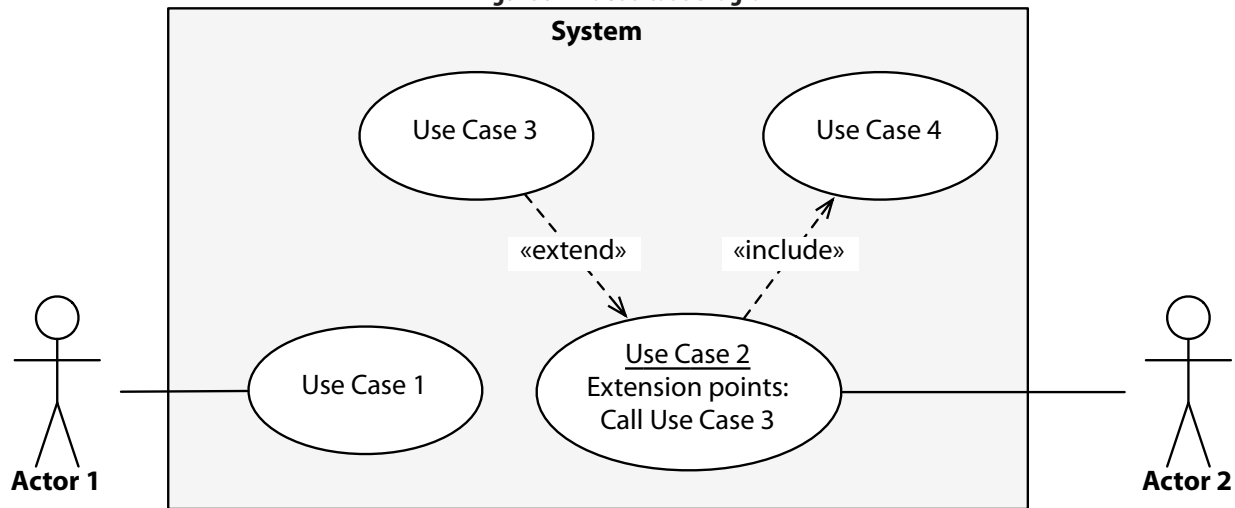 System
Use Case 3
Use Case 4
«extend»
«include»
Use Case 1
Use Case 2
Extension points:
Call Use Case 3
Actor 1
Actor 2